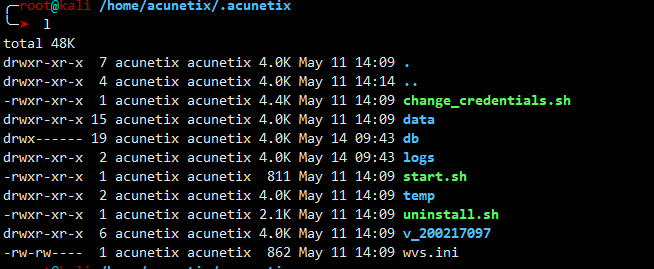 root@kali /home/acunetix/.acunetix
l
total 48K
drwxr-xr-x 7 acunetix acunetix 4.0K May 11 14:09 .
drwxr-xr-x 4 acunetix acunetix 4.0K May 11 14:14 ..
-rwxr-xr-x 1 acunetix acunetix 4.4K May 11 14:09 change_credentials.sh
drwxr-xr-x 15 acunetix acunetix 4.0K May 11 14:09 data
drwx------ 19 acunetix acunetix 4.0K May 14 09:43 db
drwxr-xr-x 2 acunetix acunetix 4.0K May 14 09:43 logs
-rwxr-xr-x 1 acunetix acunetix 811 May 11 14:09 start.sh
drwxr-xr-x 2 acunetix acunetix 4.0K May 11 14:09 temp
-rwxr-xr-x 1 acunetix acunetix 2.1K May 11 14:09 uninstall.sh
drwxr-xr-x 6 acunetix acunetix 4.0K May 11 14:09 v_200217097
-rw-rw---- 1 acunetix acunetix 862 May 11 14:09 wvs.ini
root@kali /home/acunetix/.acunetix